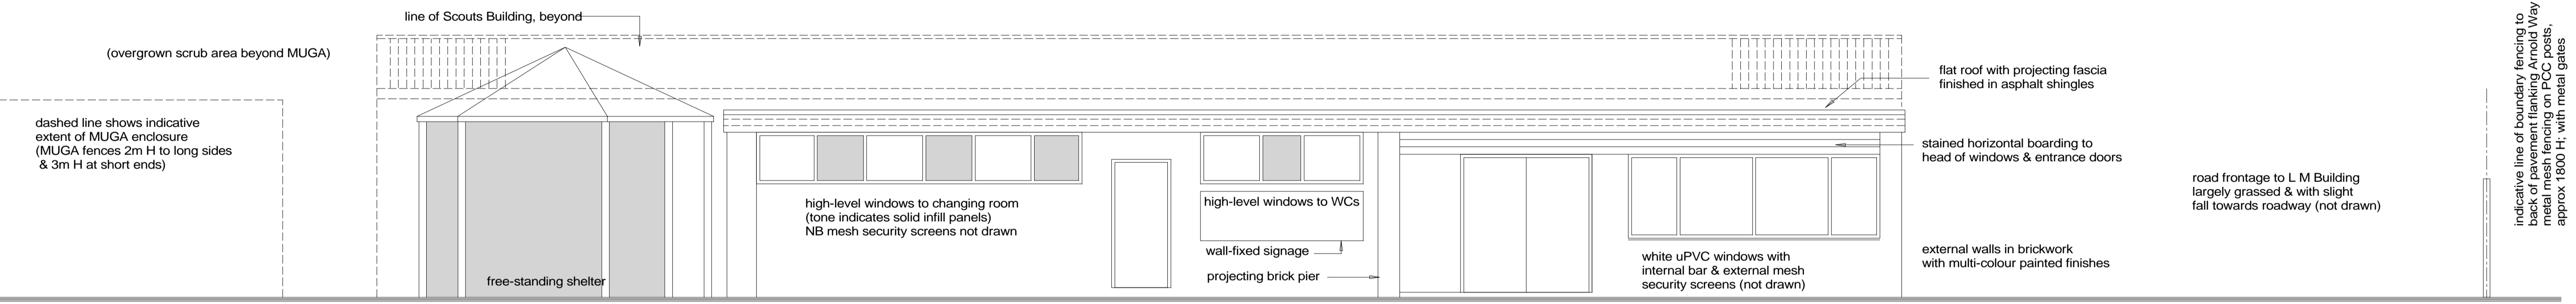 line of Scouts Building, beyond
(overgrown scrub area beyond MUGA)
dashed line shows indicative
extent of MUGA enclosure
(MUGA fences 2m H to long sides
& 3m H at short ends)
free-standing shelter
high-level windows to changing room
(tone indicates solid infill panels)
NB mesh security screens not drawn
high-level windows to WCs
wall-fixed signage
projecting brick pier
white uPVC windows with
internal bar & external mesh
security screens (not drawn)
flat roof with projecting fascia
finished in asphalt shingles
stained horizontal boarding to
head of windows & entrance doors
external walls in brickwork
with multi-colour painted finishes
road frontage to L M Building
largely grassed & with slight
fall towards roadway (not drawn)
indicative line of boundary fencing to
back of pavement flanking Arnold Way
metal mesh fencing on PCC posts,
approx 1800 H; with metal gates